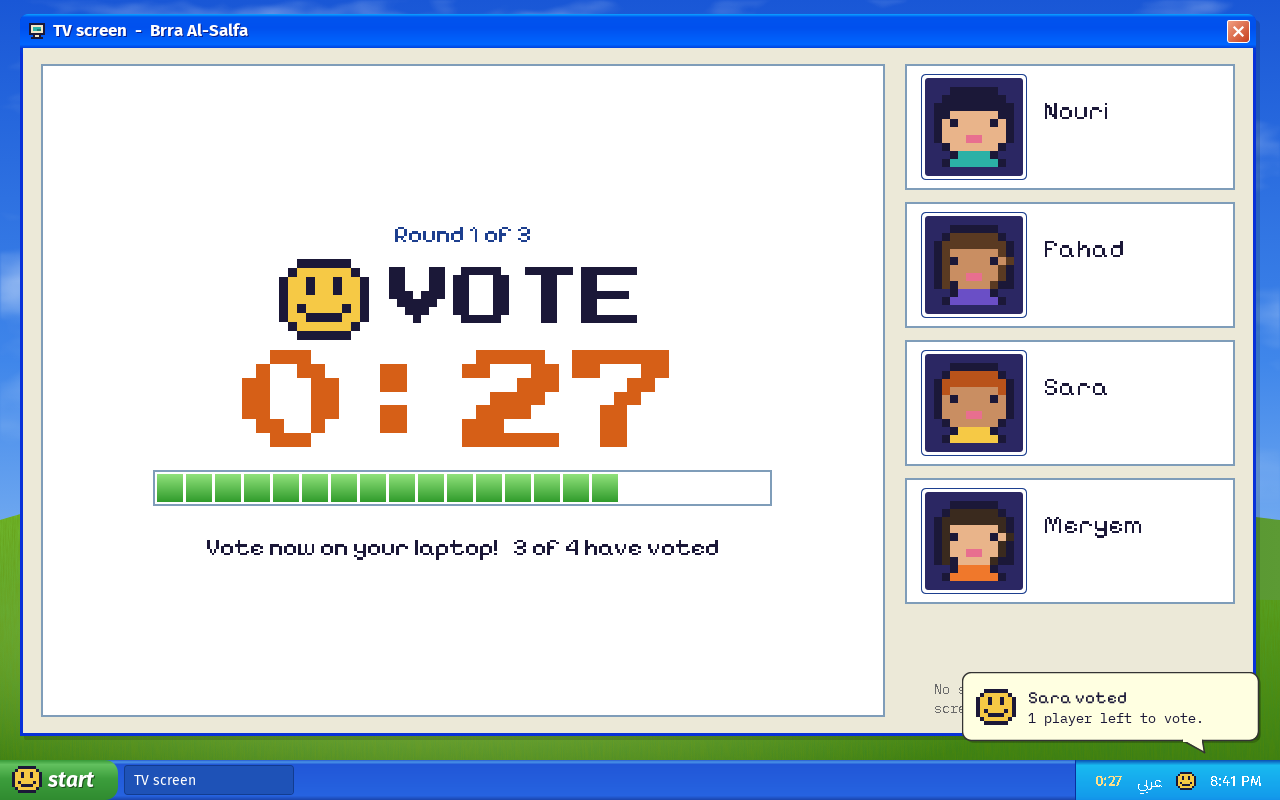 TV screen - Brra Al-Salfa
Round 1 of 3
VOTE
0:27
Vote now on your laptop! 3 of 4 have voted
Nouri
Fahad
Sara
Meryem
No
Sara voted
1 player left to vote.
start
TV screen
0:27
عربي
8:41 PM